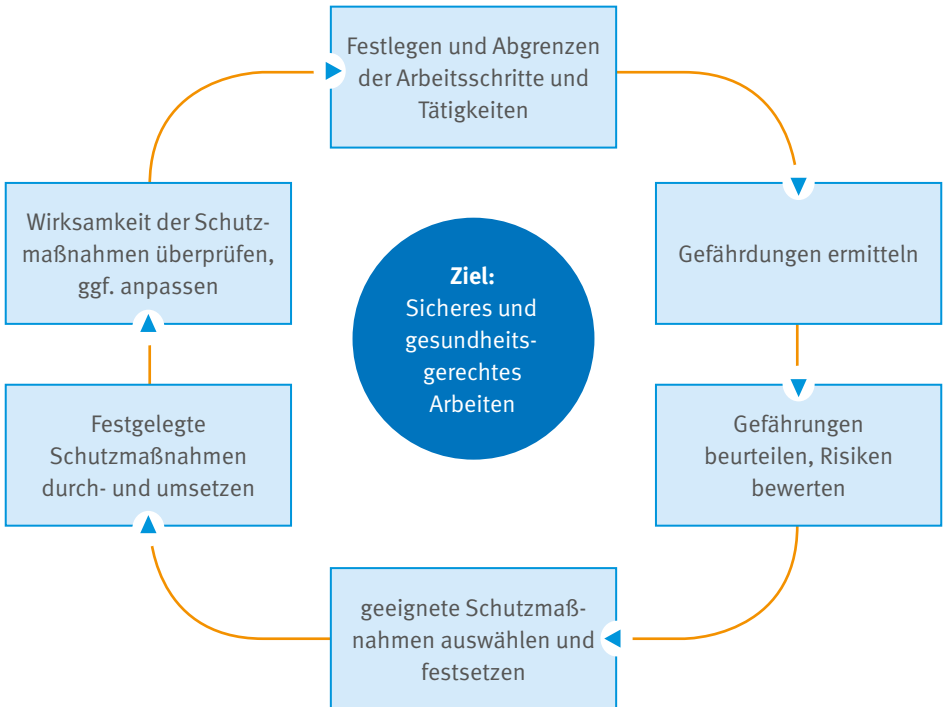 Festlegen und Abgrenzen
der Arbeitsschritte und
Tätigkeiten
Gefährdungen ermitteln
Gefährungen
beurteilen, Risiken
bewerten
geeignete Schutzmaß-
nahmen auswählen und
festsetzen
Festgelegte
Schutzmaßnahmen
durch- und umsetzen
Wirksamkeit der Schutz-
maßnahmen überprüfen,
ggf. anpassen
Ziel:
Sicheres und
gesundheits-
gerechtes
Arbeiten